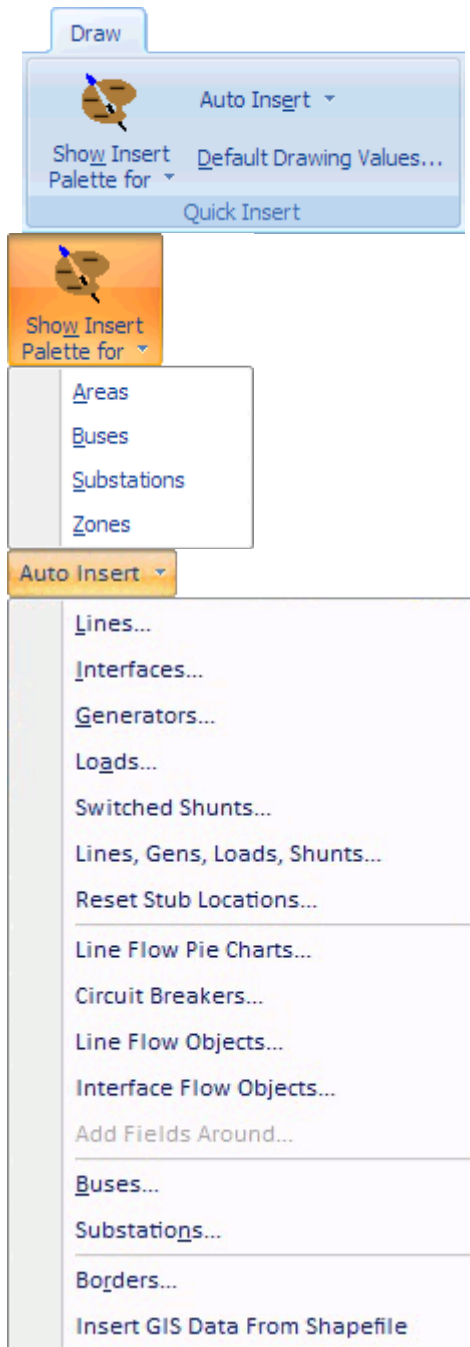 Draw
Auto Insert
Show Insert
Palette for
Default Drawing Values...
Quick Insert
Show Insert
Palette for
Areas
Buses
Substations
Zones
Auto Insert
Lines...
Interfaces...
Generators...
Loads...
Switched Shunts...
Lines, Gens, Loads, Shunts...
Reset Stub Locations...
Line Flow Pie Charts...
Circuit Breakers...
Line Flow Objects...
Interface Flow Objects...
Add Fields Around...
Buses...
Substations...
Borders...
Insert GIS Data From Shapefile